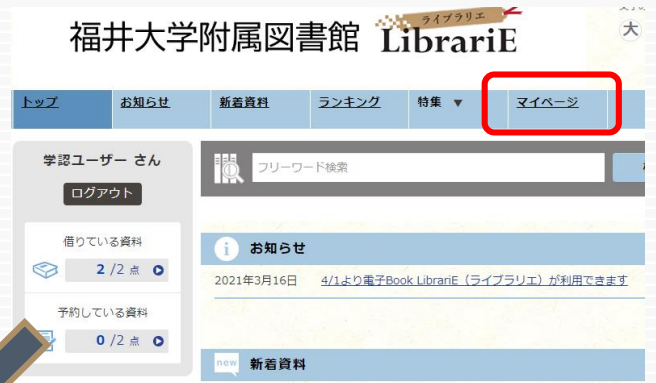 福井大学附属図書館
ライブラリエ
LibrariE
大
トップ
お知らせ
新着資料
ランキング
特集 ▼
マイページ
学認ユーザー さん
ログアウト
フリーワード検索
借りている資料
2 /2 点
予約している資料
0 /2 点
お知らせ
2021年3月16日 4/1より電子Book LibrariE（ライブラリエ）が利用できます
new 新着資料